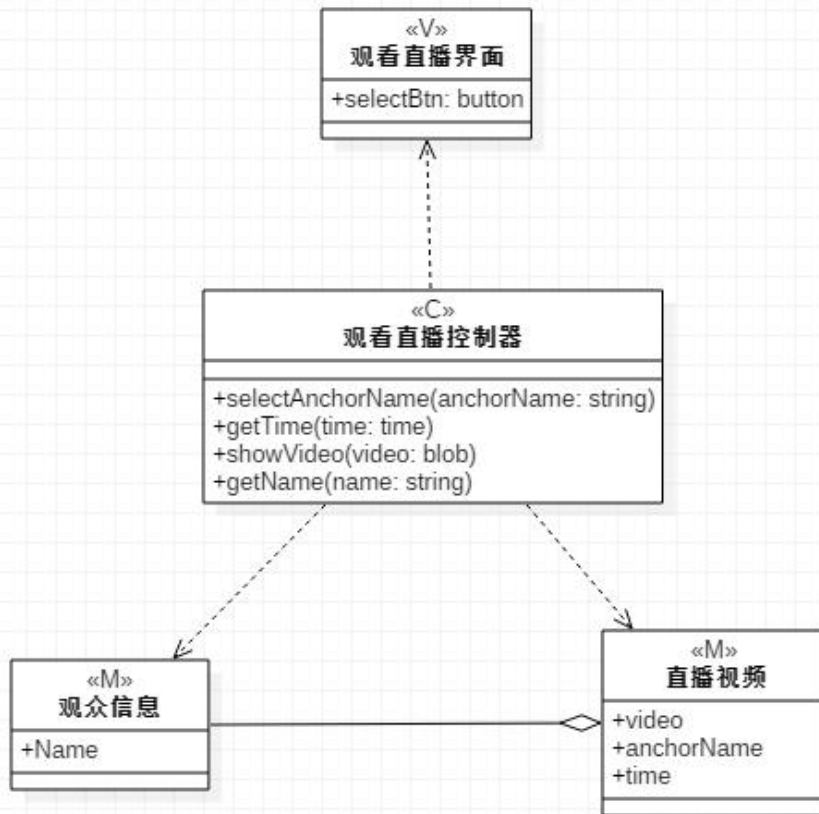 «V»
观看直播界面
+selectBtn: button
«C»
观看直播控制器
+selectAnchorName(anchorName: string)
+getTime(time: time)
+showVideo(video: blob)
+getName(name: string)
«M»
观众信息
+Name
«M»
直播视频
+video
+anchorName
+time